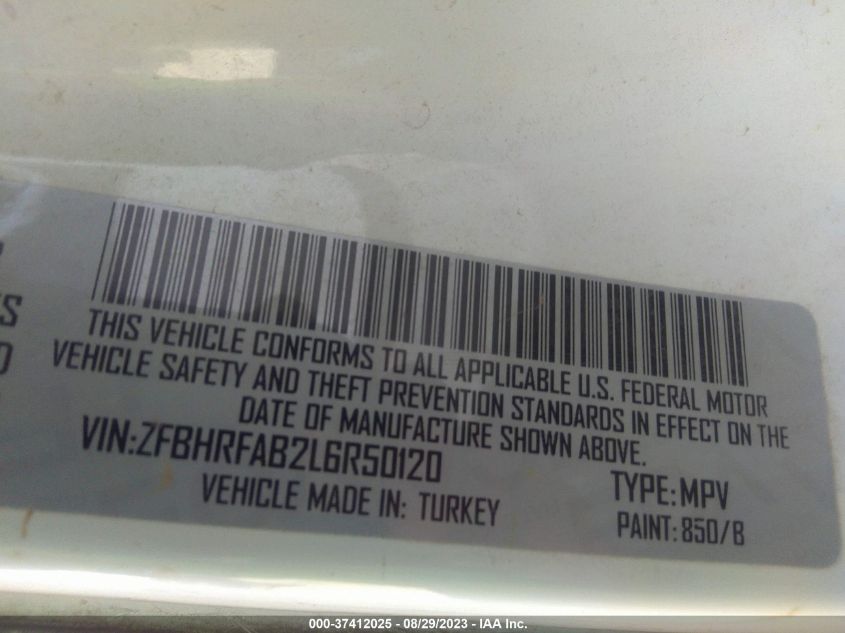 S
THIS VEHICLE CONFORMS TO ALL APPLICABLE U.S. FEDERAL MOTOR
VEHICLE SAFETY AND THEFT PREVENTION STANDARDS IN EFFECT ON THE
DATE OF MANUFACTURE SHOWN ABOVE.
VIN:ZFBHRFAB2L6R50120
TYPE:MPV
VEHICLE MADE IN: TURKEY
PAINT:850/B
000-37412025 - 08/29/2023 - IAA Inc.